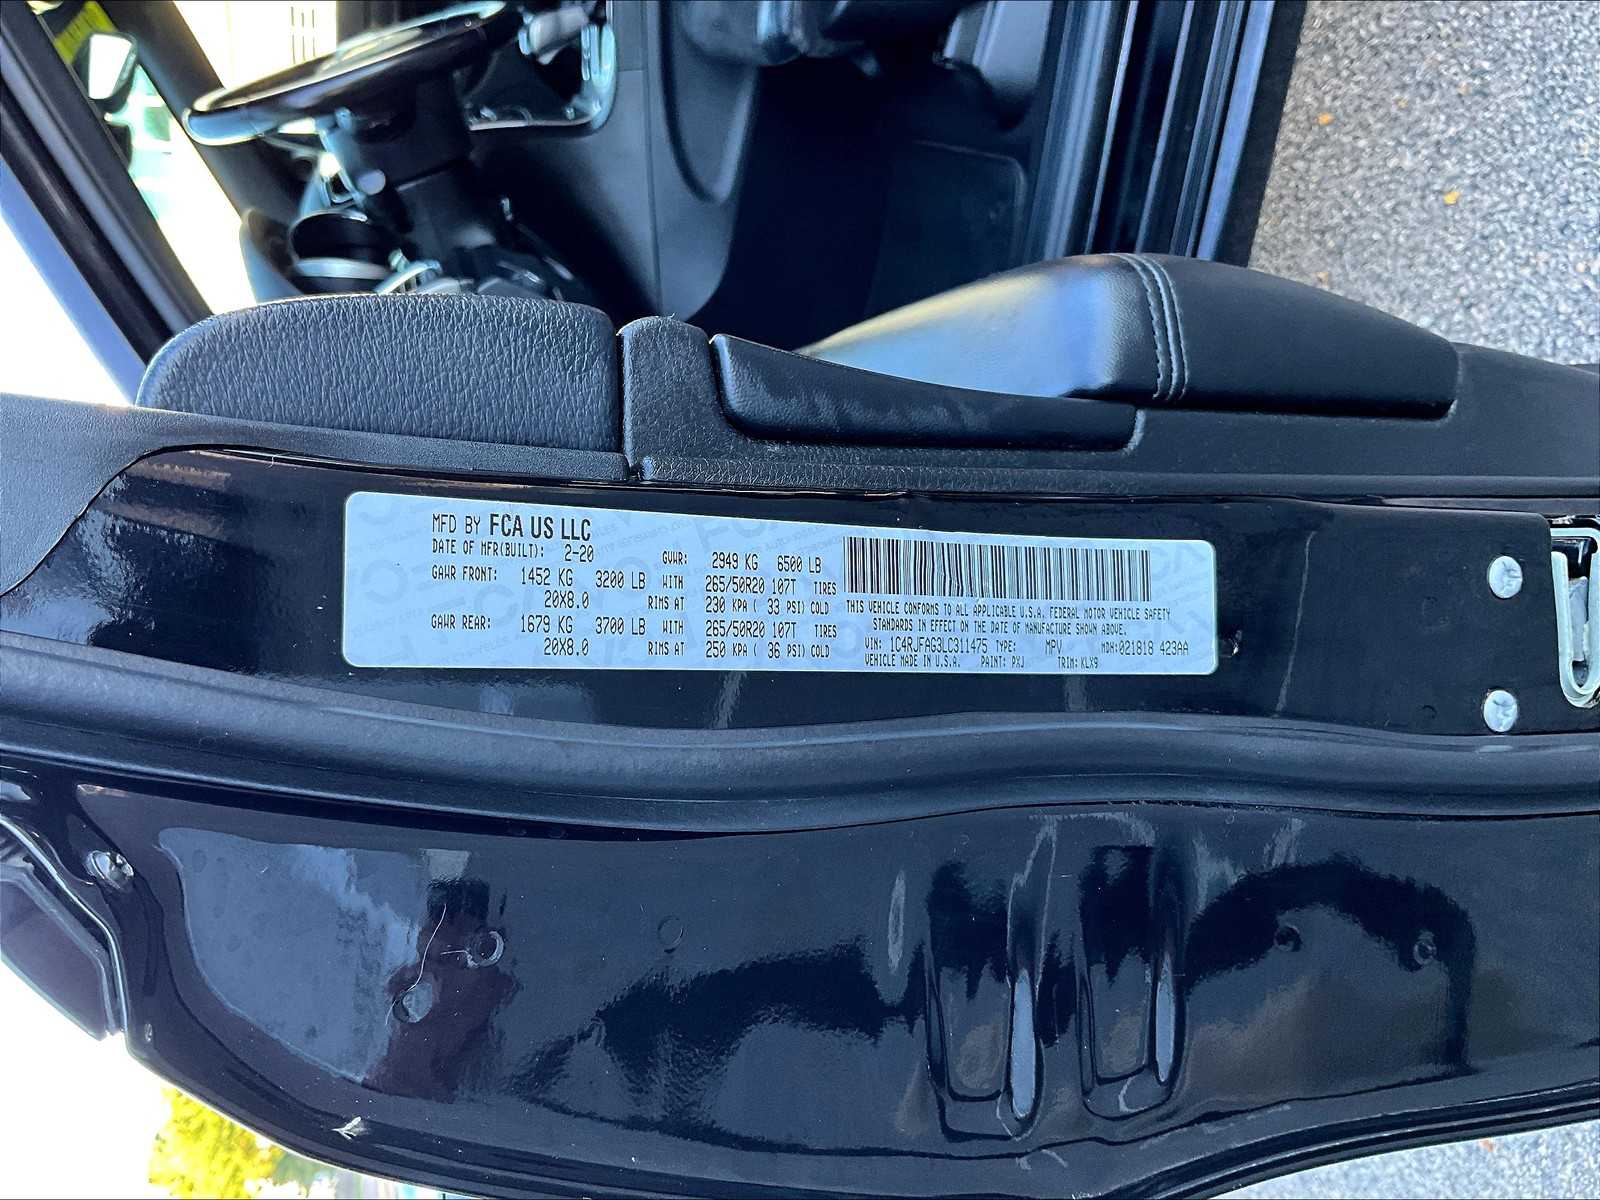 MFD BY FCA US LLC
DATE OF MFR(BUILT): 2-20 GVWR: 2949 KG 6500 LB
GAWR FRONT: 1452 KG 3200 LB WITH 265/50R20 107T TIRES
20X8.0 RIMS AT 230 KPA ( 33 PSI) COLD
GAWR REAR: 1679 KG 3700 LB WITH 265/50R20 107T TIRES
20X8.0 RIMS AT 250 KPA ( 36 PSI) COLD
THIS VEHICLE CONFORMS TO ALL APPLICABLE U.S.A. FEDERAL MOTOR VEHICLE SAFETY
STANDARDS IN EFFECT ON THE DATE OF MANUFACTURE SHOWN ABOVE.
VIN: 1C4RJFAG3LC311475 TYPE: MPV MDH:021818 423AA
VEHICLE MADE IN U.S.A. PAINT: PXJ TRIM: KLX9